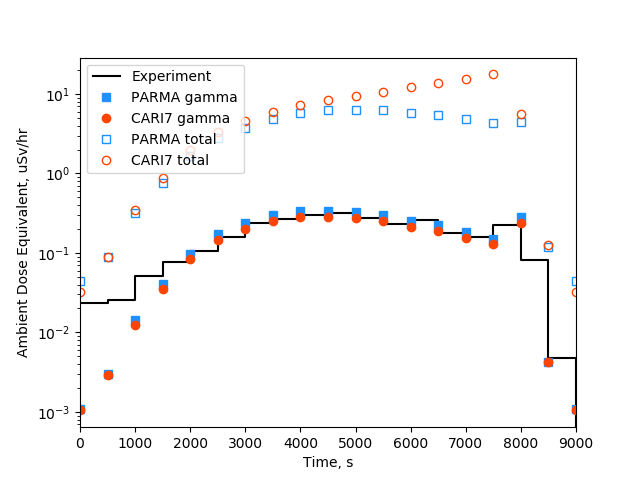 Experiment
PARMA gamma
CARI7 gamma
PARMA total
CARI7 total
Ambient Dose Equivalent, uSv/hr
10¹
10⁰
10⁻¹
10⁻²
10⁻³
0 1000 2000 3000 4000 5000 6000 7000 8000 9000
Time, s